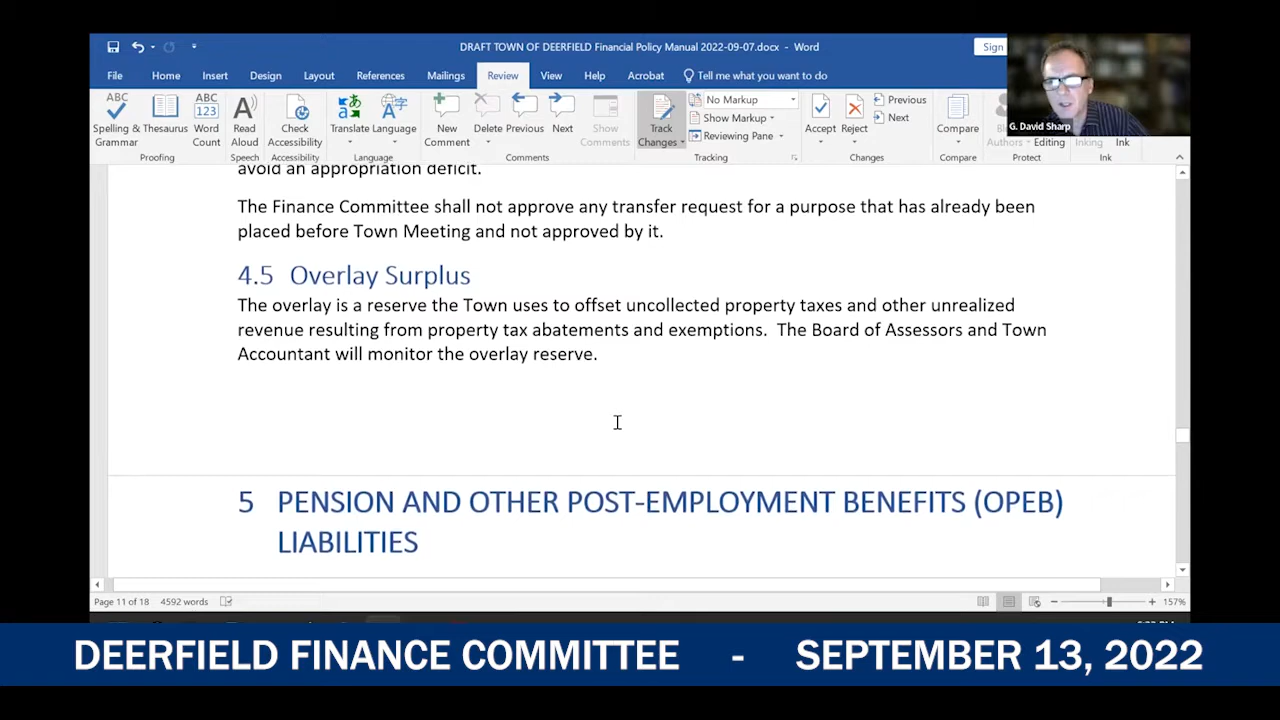 DRAFT TOWN OF DEERFIELD Financial Policy Manual 2022-09-07.docx - Word
Sign
File Home Insert Design Layout References Mailings Review View Help Acrobat Tell me what you want to do
Spelling & Grammar
Thesaurus
Word Count
Read Aloud
Check Accessibility
Translate
Language
New Comment
Delete
Previous
Next
Show Comments
Track Changes
No Markup
Show Markup
Reviewing Pane
Accept
Reject
Previous
Next
Compare
Authors
Editing
Inking
Ink
Proofing
Speech
Accessibility
Language
Comments
Tracking
Changes
Compare
Protect
Ink
G. David Sharp
avoid an appropriation deficit.
The Finance Committee shall not approve any transfer request for a purpose that has already been
placed before Town Meeting and not approved by it.
4.5 Overlay Surplus
The overlay is a reserve the Town uses to offset uncollected property taxes and other unrealized
revenue resulting from property tax abatements and exemptions. The Board of Assessors and Town
Accountant will monitor the overlay reserve.
5 PENSION AND OTHER POST-EMPLOYMENT BENEFITS (OPEB)
LIABILITIES
Page 11 of 18 4592 words
157%
DEERFIELD FINANCE COMMITTEE - SEPTEMBER 13, 2022